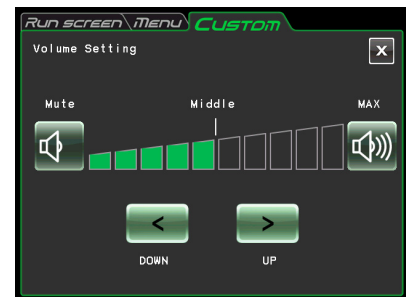 Run screen Menu Custom
Volume Setting
X
Mute Middle MAX
< >
DOWN UP